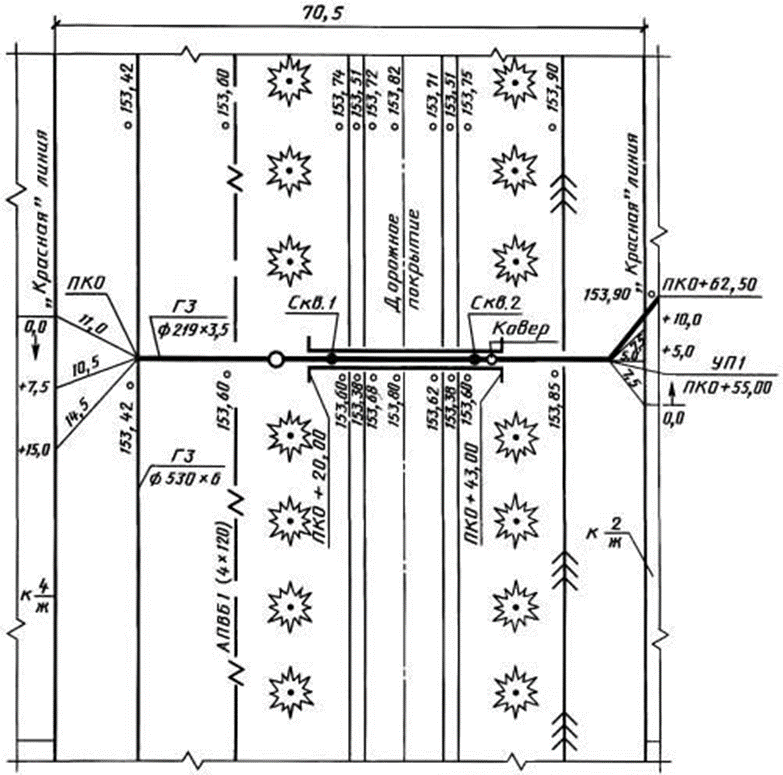 70,5
153,42
153,60
153,74
153,51
153,72
153,82
153,71
153,51
153,75
153,90
„Красная" линия
„Красная" линия
Дорожное
покрытие
ПК0
ГЗ
ф 219×3,5
Скв.1
Скв.2
Ковер
153,90
ПК0+62,50
+10,0
+5,0
УП1
ПК0+55,00
0,0
7,5
5,0
7,5
0,0
11,0
+7,5
10,5
+15,0
14,5
153,42
153,60
153,60
153,38
153,68
153,80
153,62
153,38
153,60
153,85
ГЗ
ф 530×6
ПК0 + 20,00
ПК0 + 43,00
АПВБ1 (4×120)
к 4
ж
к 2
ж